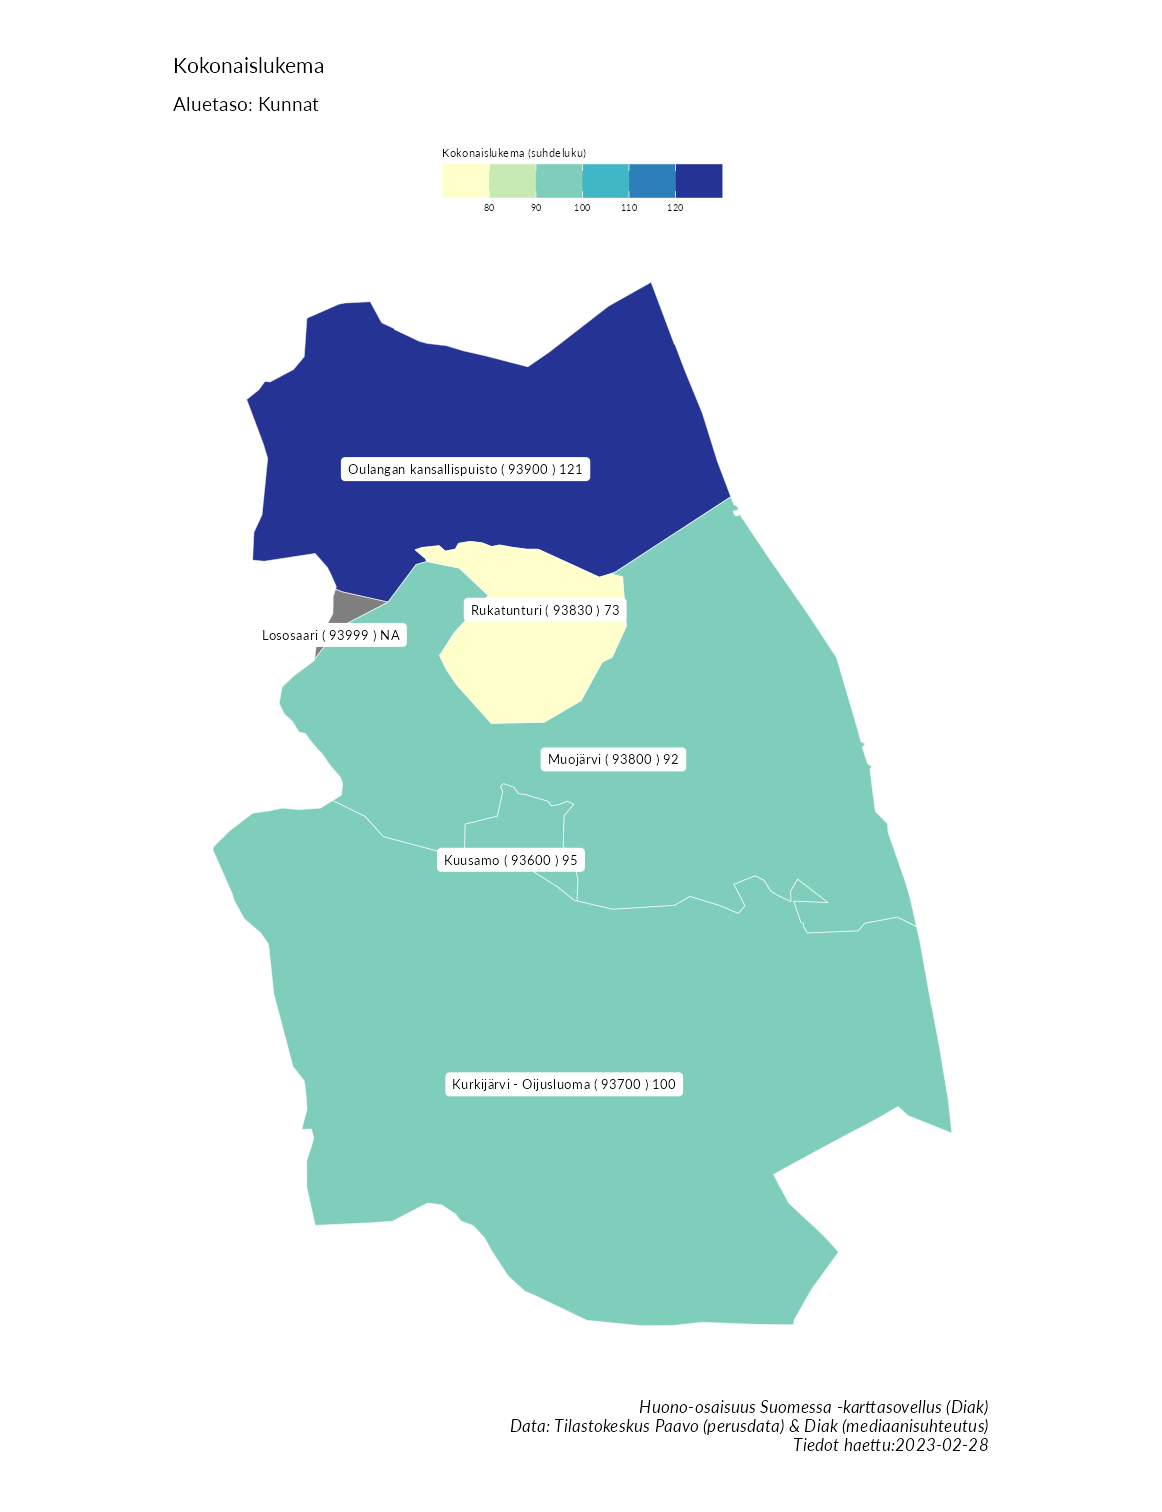 Kokonaislukema
Aluetaso: Kunnat
Kokonaislukema (suhdeluku)
80 90 100 110 120
Oulangan kansallispuisto ( 93900 ) 121
Rukatunturi ( 93830 ) 73
Lososaari ( 93999 ) NA
Muojärvi ( 93800 ) 92
Kuusamo ( 93600 ) 95
Kurkijärvi - Oijusluoma ( 93700 ) 100
Huono-osaisuus Suomessa -karttasovellus (Diak)
Data: Tilastokeskus Paavo (perusdata) & Diak (mediaanisuhteutus)
Tiedot haettu:2023-02-28